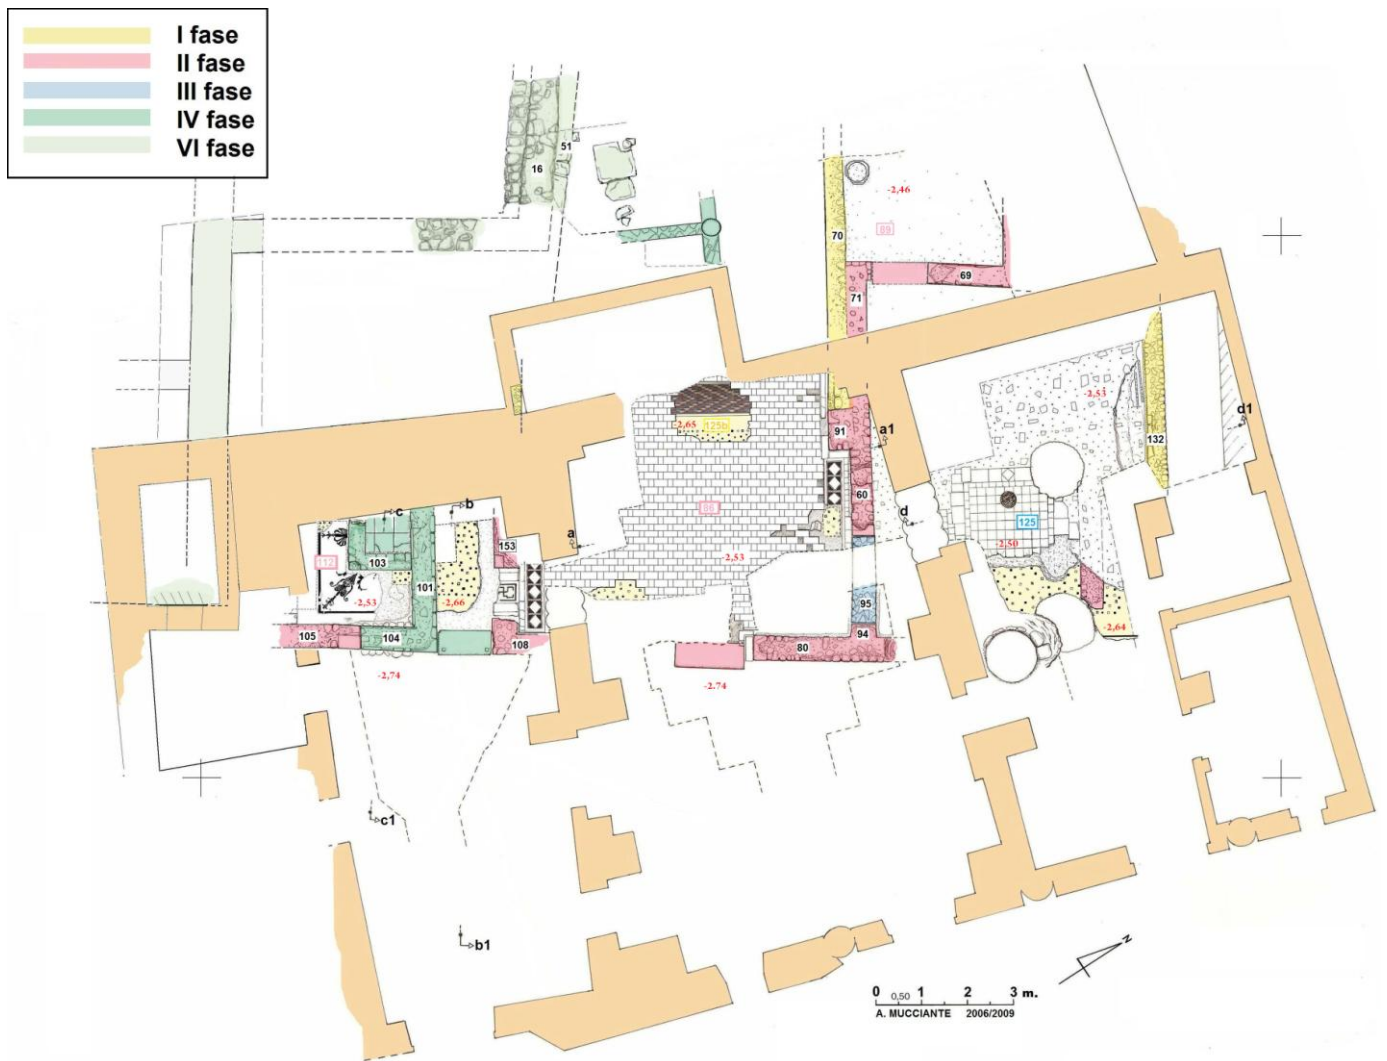 I fase
II fase
III fase
IV fase
VI fase
51
16
-2,46
70
89
69
71
-2,53
d1
132
-2,65
125b
91
a1
60
86
d
125
c
b
a
-2,50
153
103
112
-2,53
101
-2,53
-2,66
95
-2,64
105
104
108
94
80
-2,74
-2.74
c1
b1
N
0 0,50 1 2 3 m.
A. MUCCIANTE 2006/2009